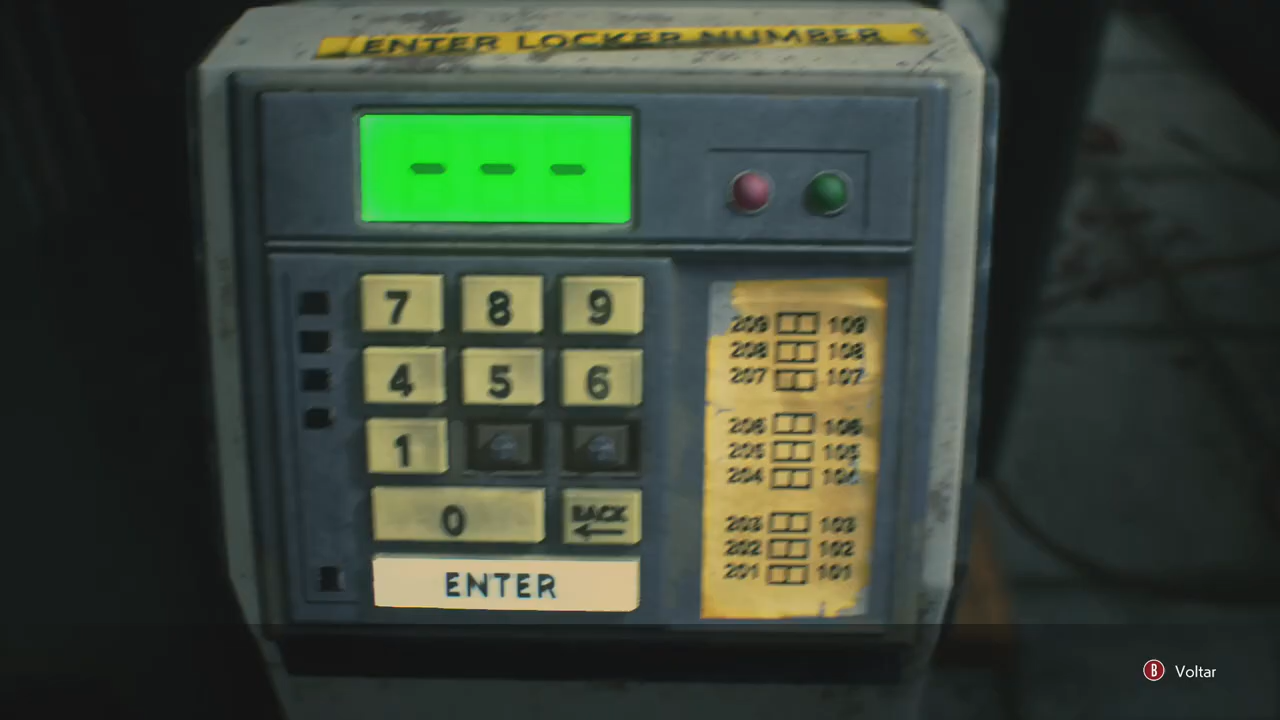 ENTER LOCKER NUMBER
- - -
7 8 9
4 5 6
1
0 BACK
ENTER
209 109
208 108
207 107
206 106
205 105
204 104
203 103
202 102
201 101
B Voltar